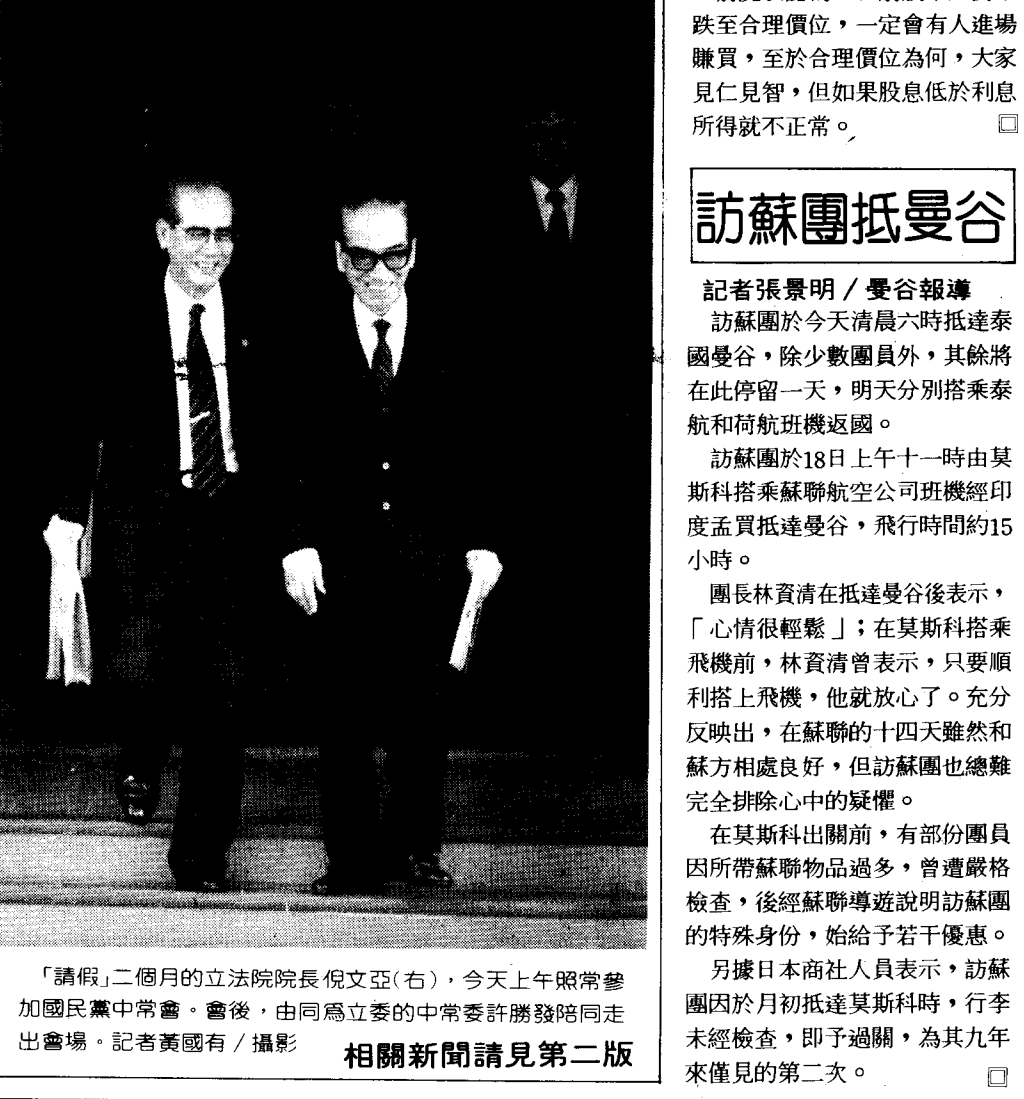 跌至合理價位，一定會有人進場
賺買，至於合理價位為何，大家
見仁見智，但如果股息低於利息
所得就不正常。 □
訪蘇團抵曼谷
記者張景明／曼谷報導
訪蘇團於今天清晨六時抵達泰
國曼谷，除少數團員外，其餘將
在此停留一天，明天分別搭乘泰
航和荷航班機返國。
訪蘇團於18日上午十一時由莫
斯科搭乘蘇聯航空公司班機經印
度孟買抵達曼谷，飛行時間約15
小時。
團長林資清在抵達曼谷後表示，
「心情很輕鬆」；在莫斯科搭乘
飛機前，林資清曾表示，只要順
利搭上飛機，他就放心了。充分
反映出，在蘇聯的十四天雖然和
蘇方相處良好，但訪蘇團也總難
完全排除心中的疑懼。
在莫斯科出關前，有部份團員
因所帶蘇聯物品過多，曾遭嚴格
檢查，後經蘇聯導遊說明訪蘇團
的特殊身份，始給予若干優惠。
另據日本商社人員表示，訪蘇
團因於月初抵達莫斯科時，行李
未經檢查，即予過關，為其九年
來僅見的第二次。 □
「請假」二個月的立法院院長倪文亞(右)，今天上午照常參
加國民黨中常會。會後，由同為立委的中常委許勝發陪同走
出會場。記者黃國有／攝影
相關新聞請見第二版